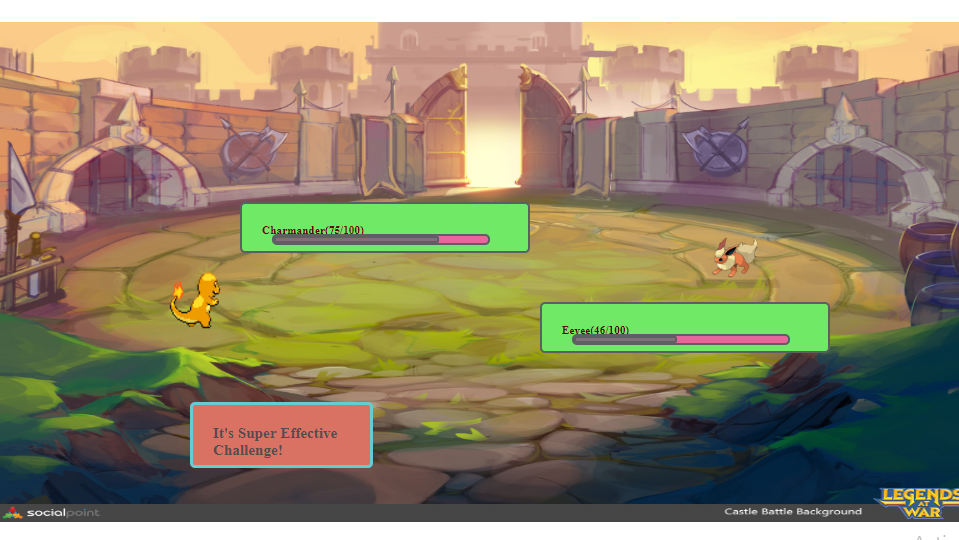 Charmander(75/100)
Eevee(46/100)
It's Super Effective
Challenge!
LEGENDS
AT
WAR
socialpoint
Castle Battle Background